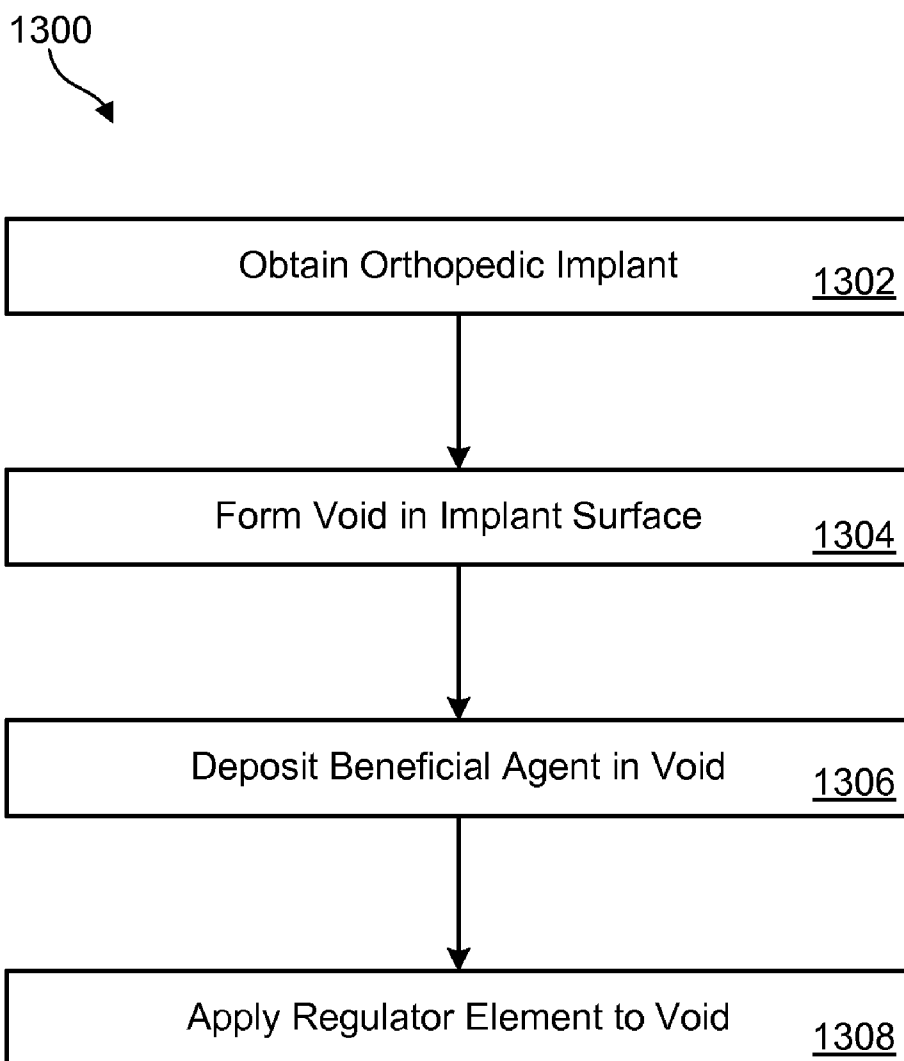 1300
Obtain Orthopedic Implant
1302
Form Void in Implant Surface
1304
Deposit Beneficial Agent in Void
1306
Apply Regulator Element to Void
1308